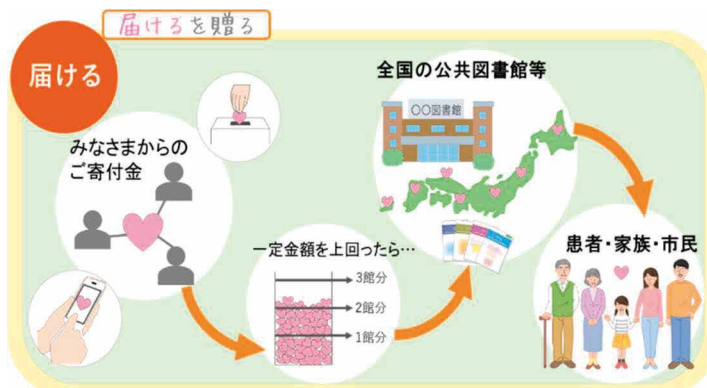 届けるを贈る
届ける
みなさまからの
ご寄付金
一定金額を上回ったら…
3館分
2館分
1館分
全国の公共図書館等
〇〇図書館
患者・家族・市民